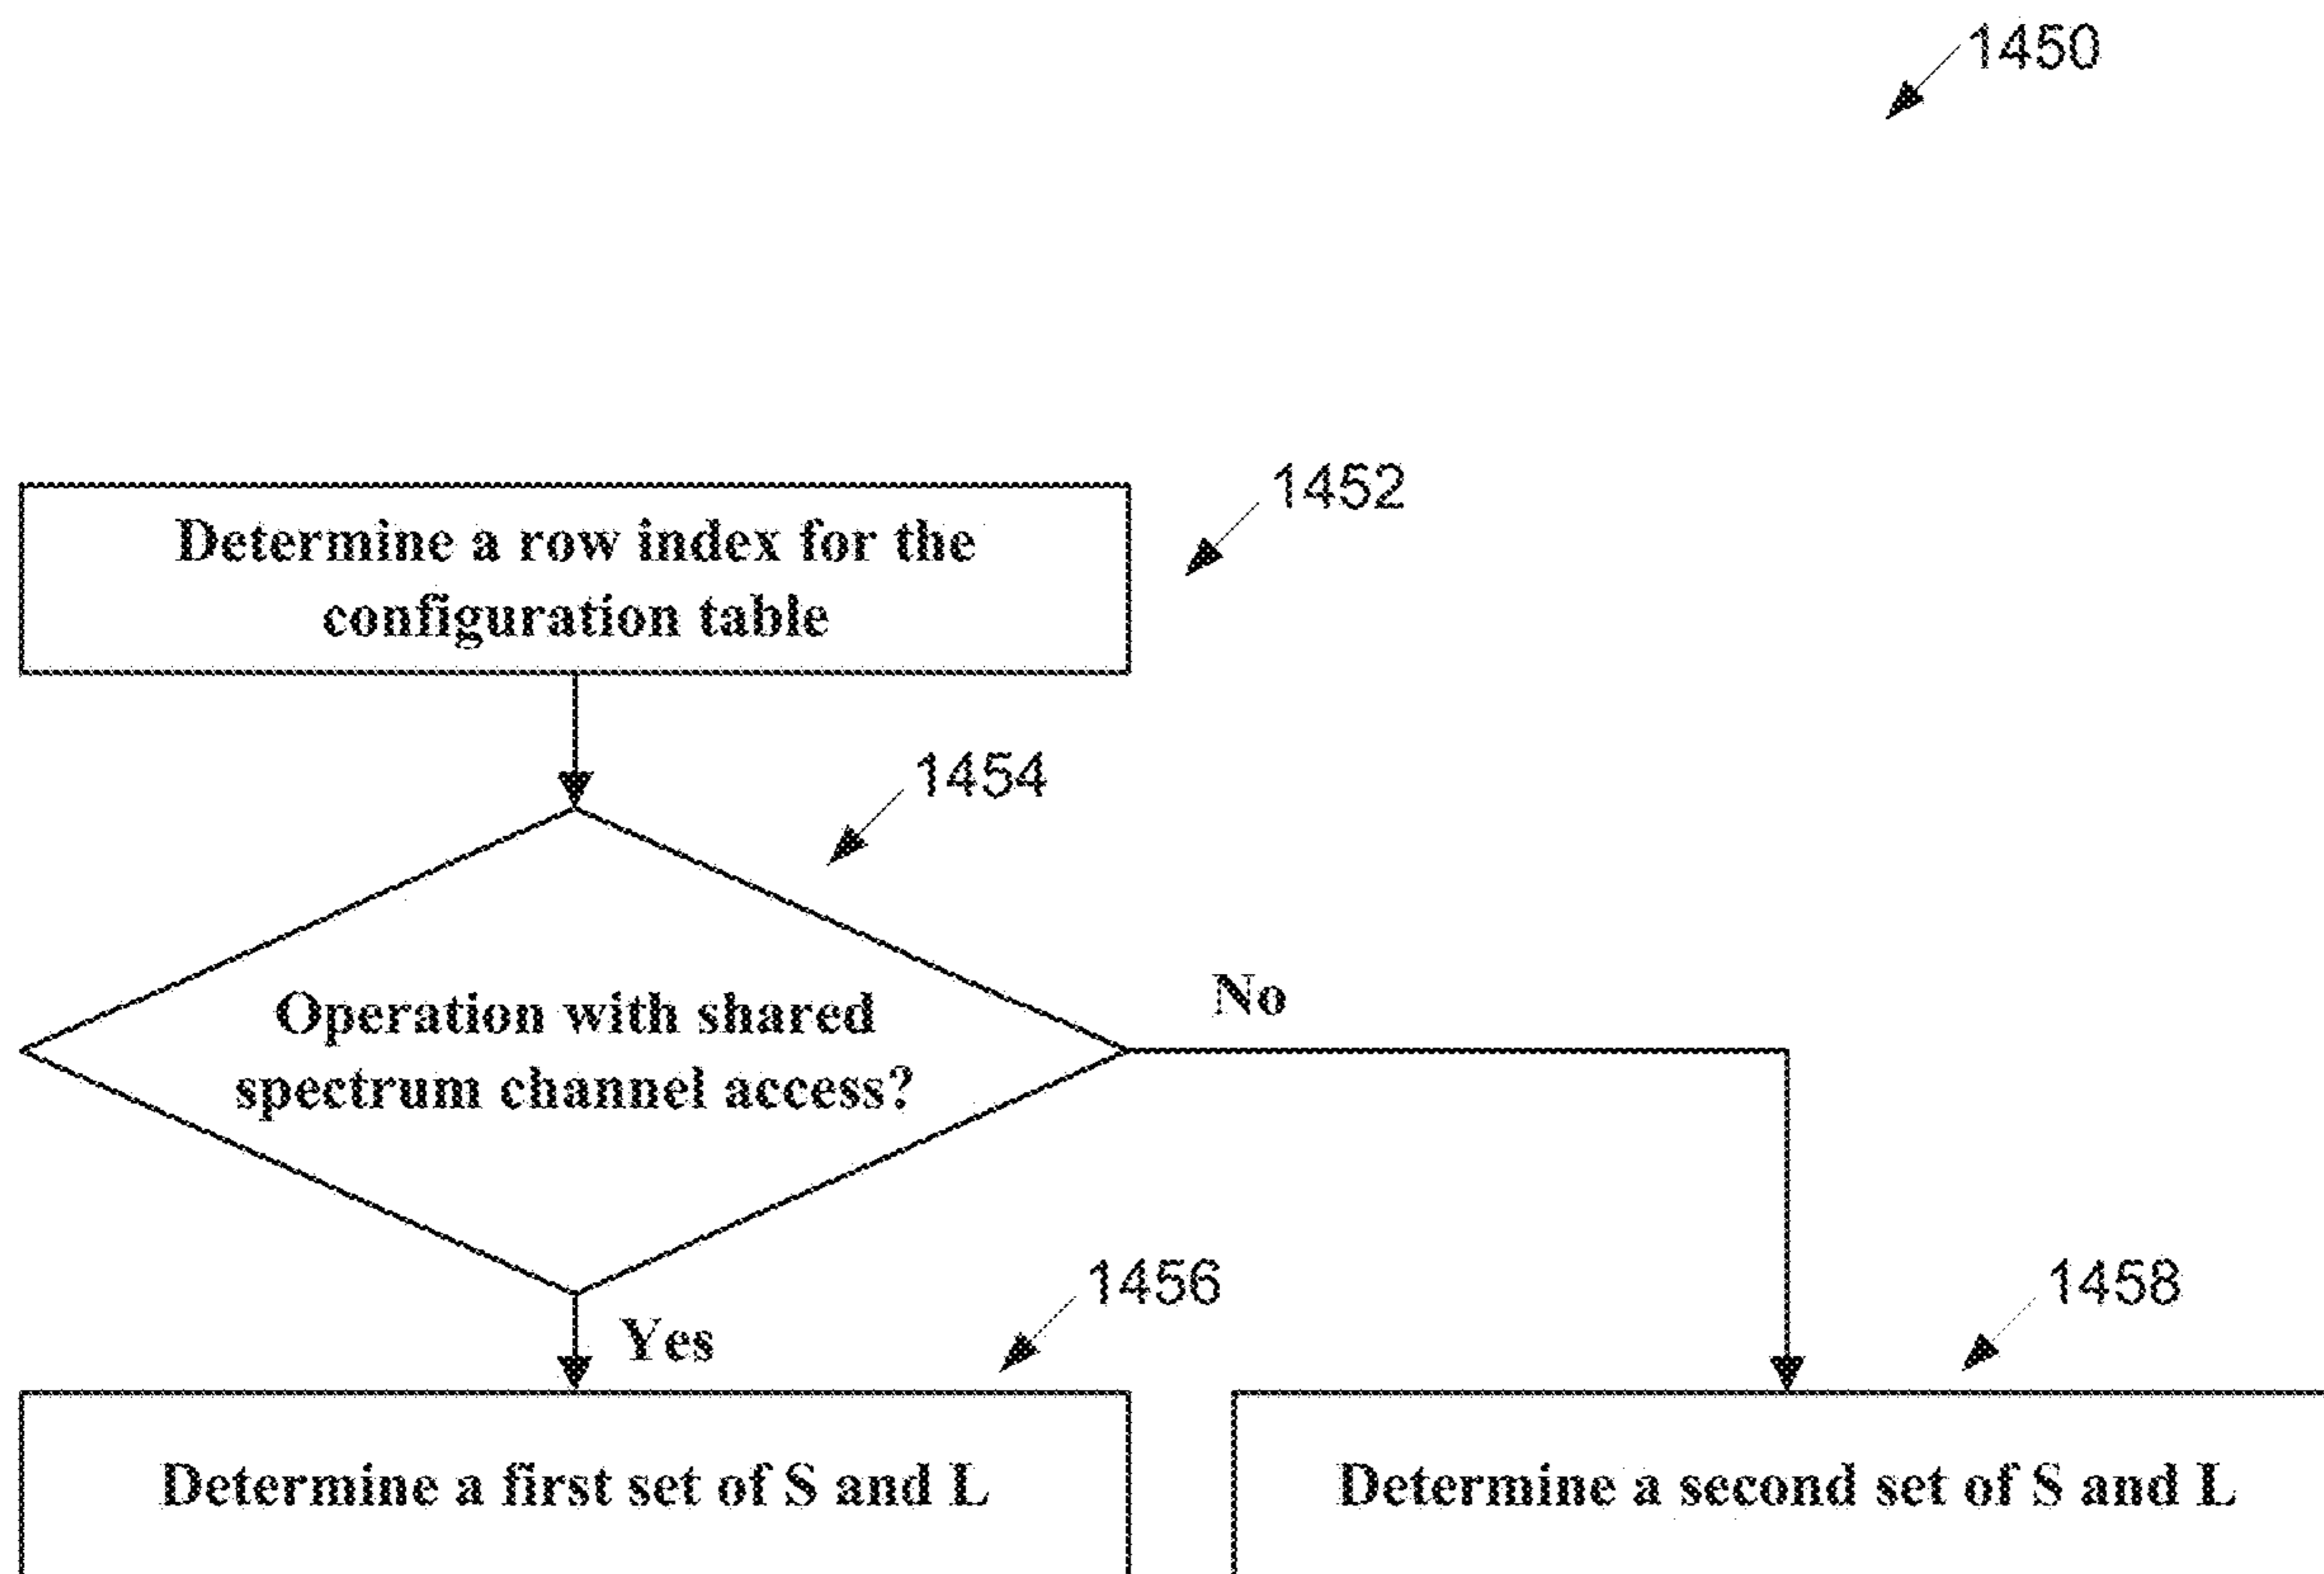 1450
1452
Determine a row index for the
configuration table
1454
Operation with shared
spectrum channel access?
No
Yes
1456
1458
Determine a first set of S and L
Determine a second set of S and L